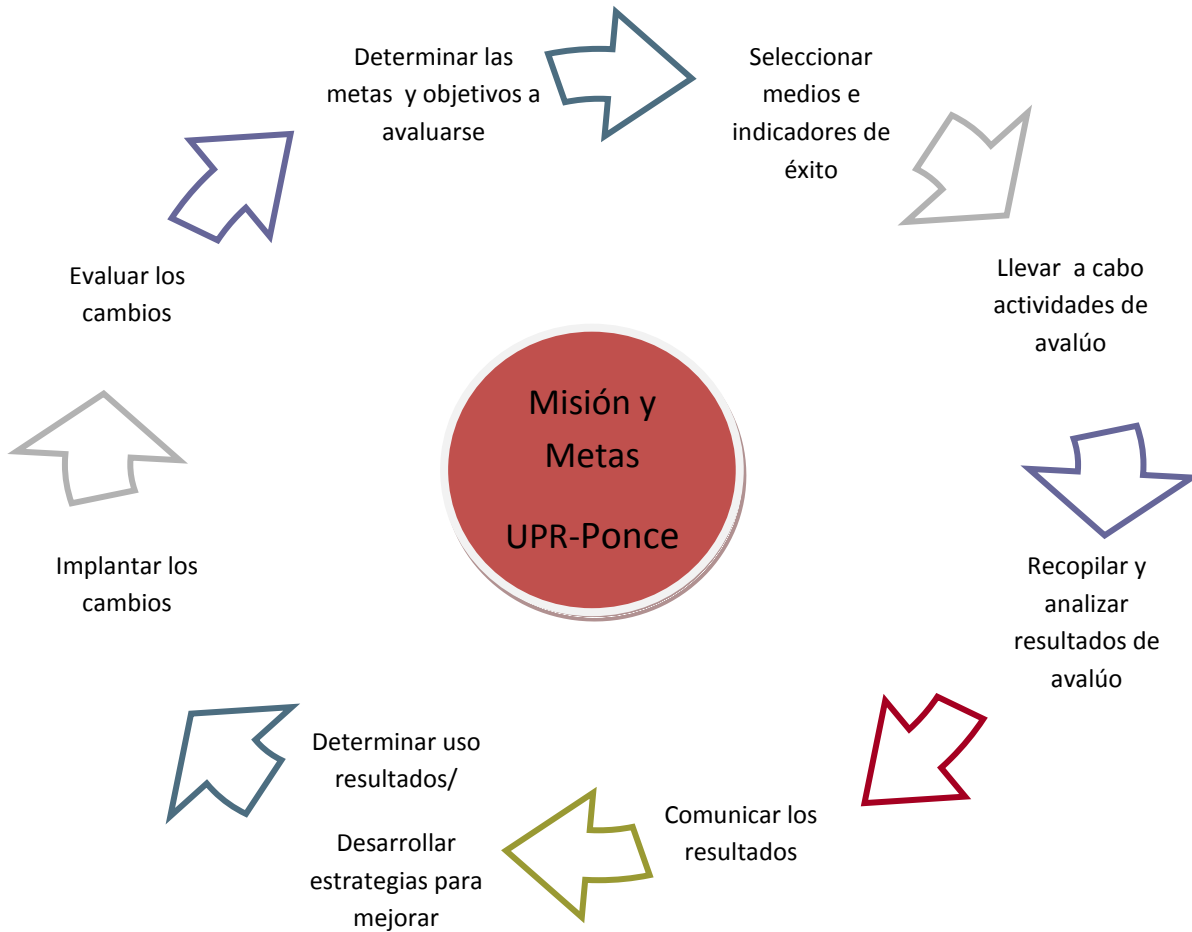 Determinar las
metas y objetivos a
avaluarse
Seleccionar
medios e
indicadores de
éxito
Llevar a cabo
actividades de
avalúo
Recopilar y
analizar
resultados de
avalúo
Comunicar los
resultados
Determinar uso
resultados/
Desarrollar
estrategias para
mejorar
Implantar los
cambios
Evaluar los
cambios
Misión y
Metas
UPR-Ponce